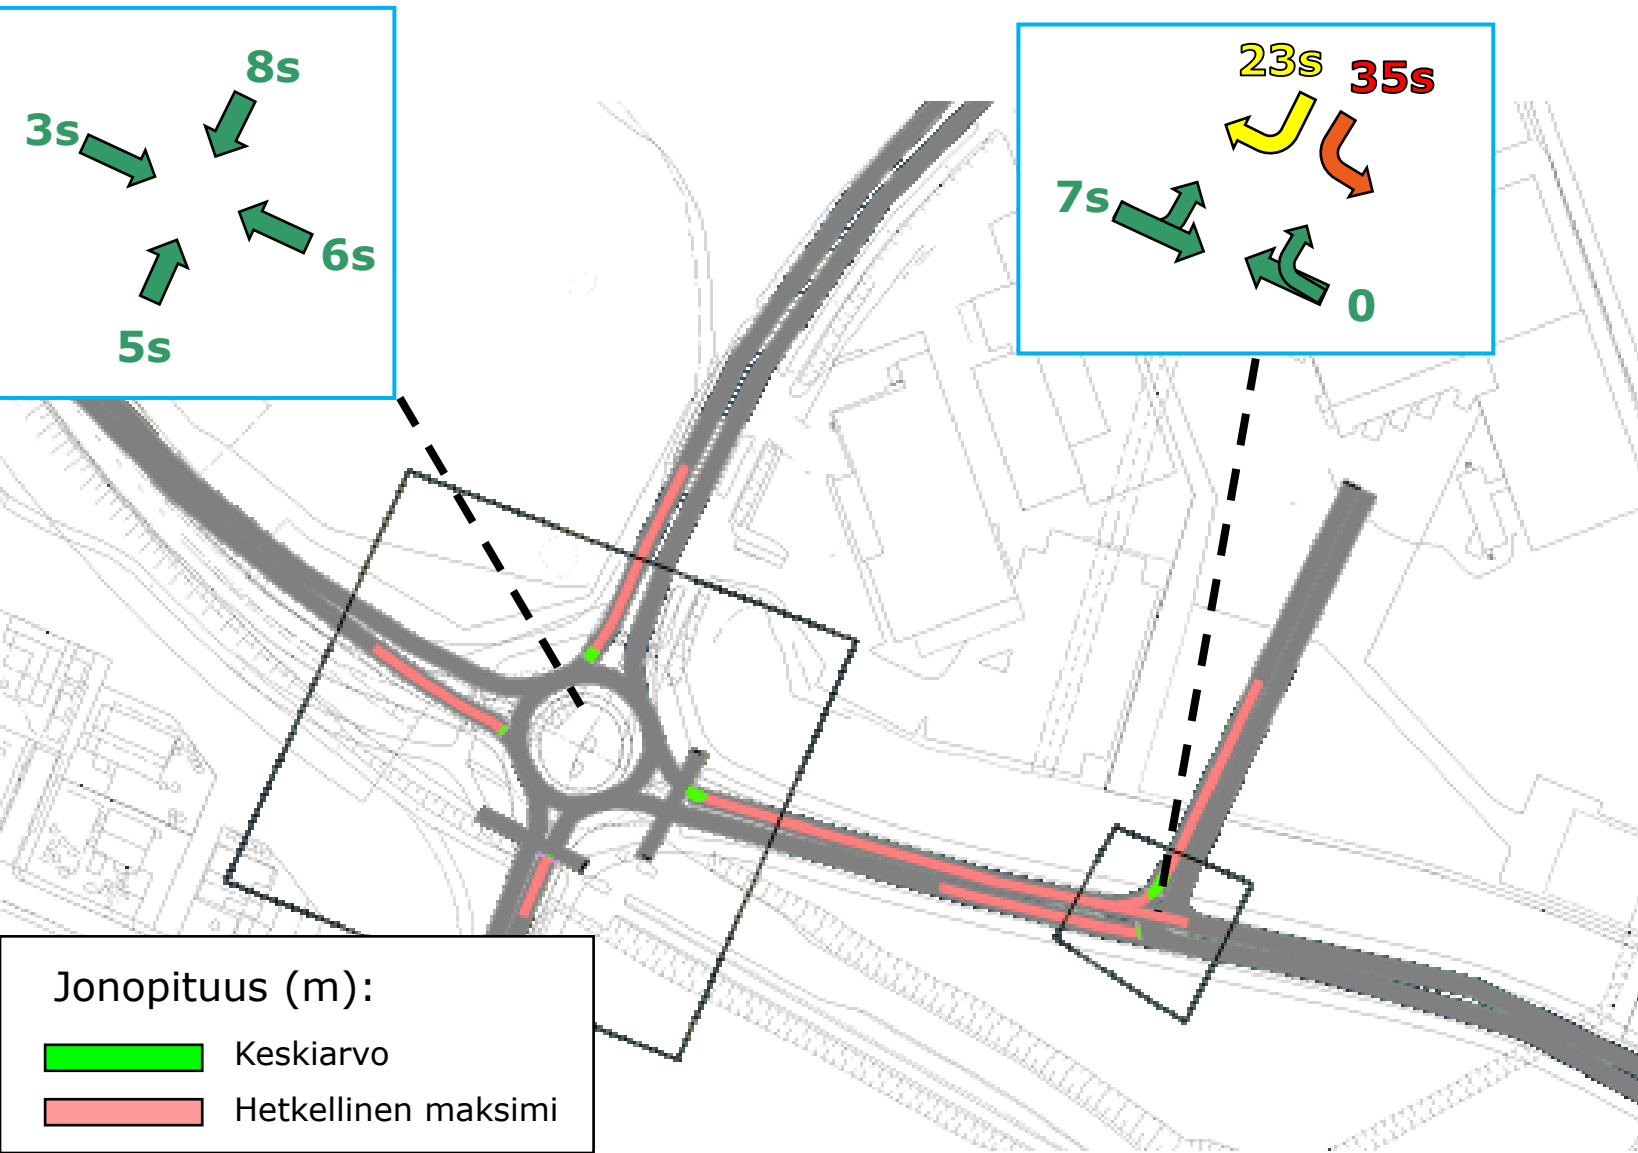 8s
3s
6s
5s
23s
35s
7s
0
Jonopituus (m):
Keskiarvo
Hetkellinen maksimi